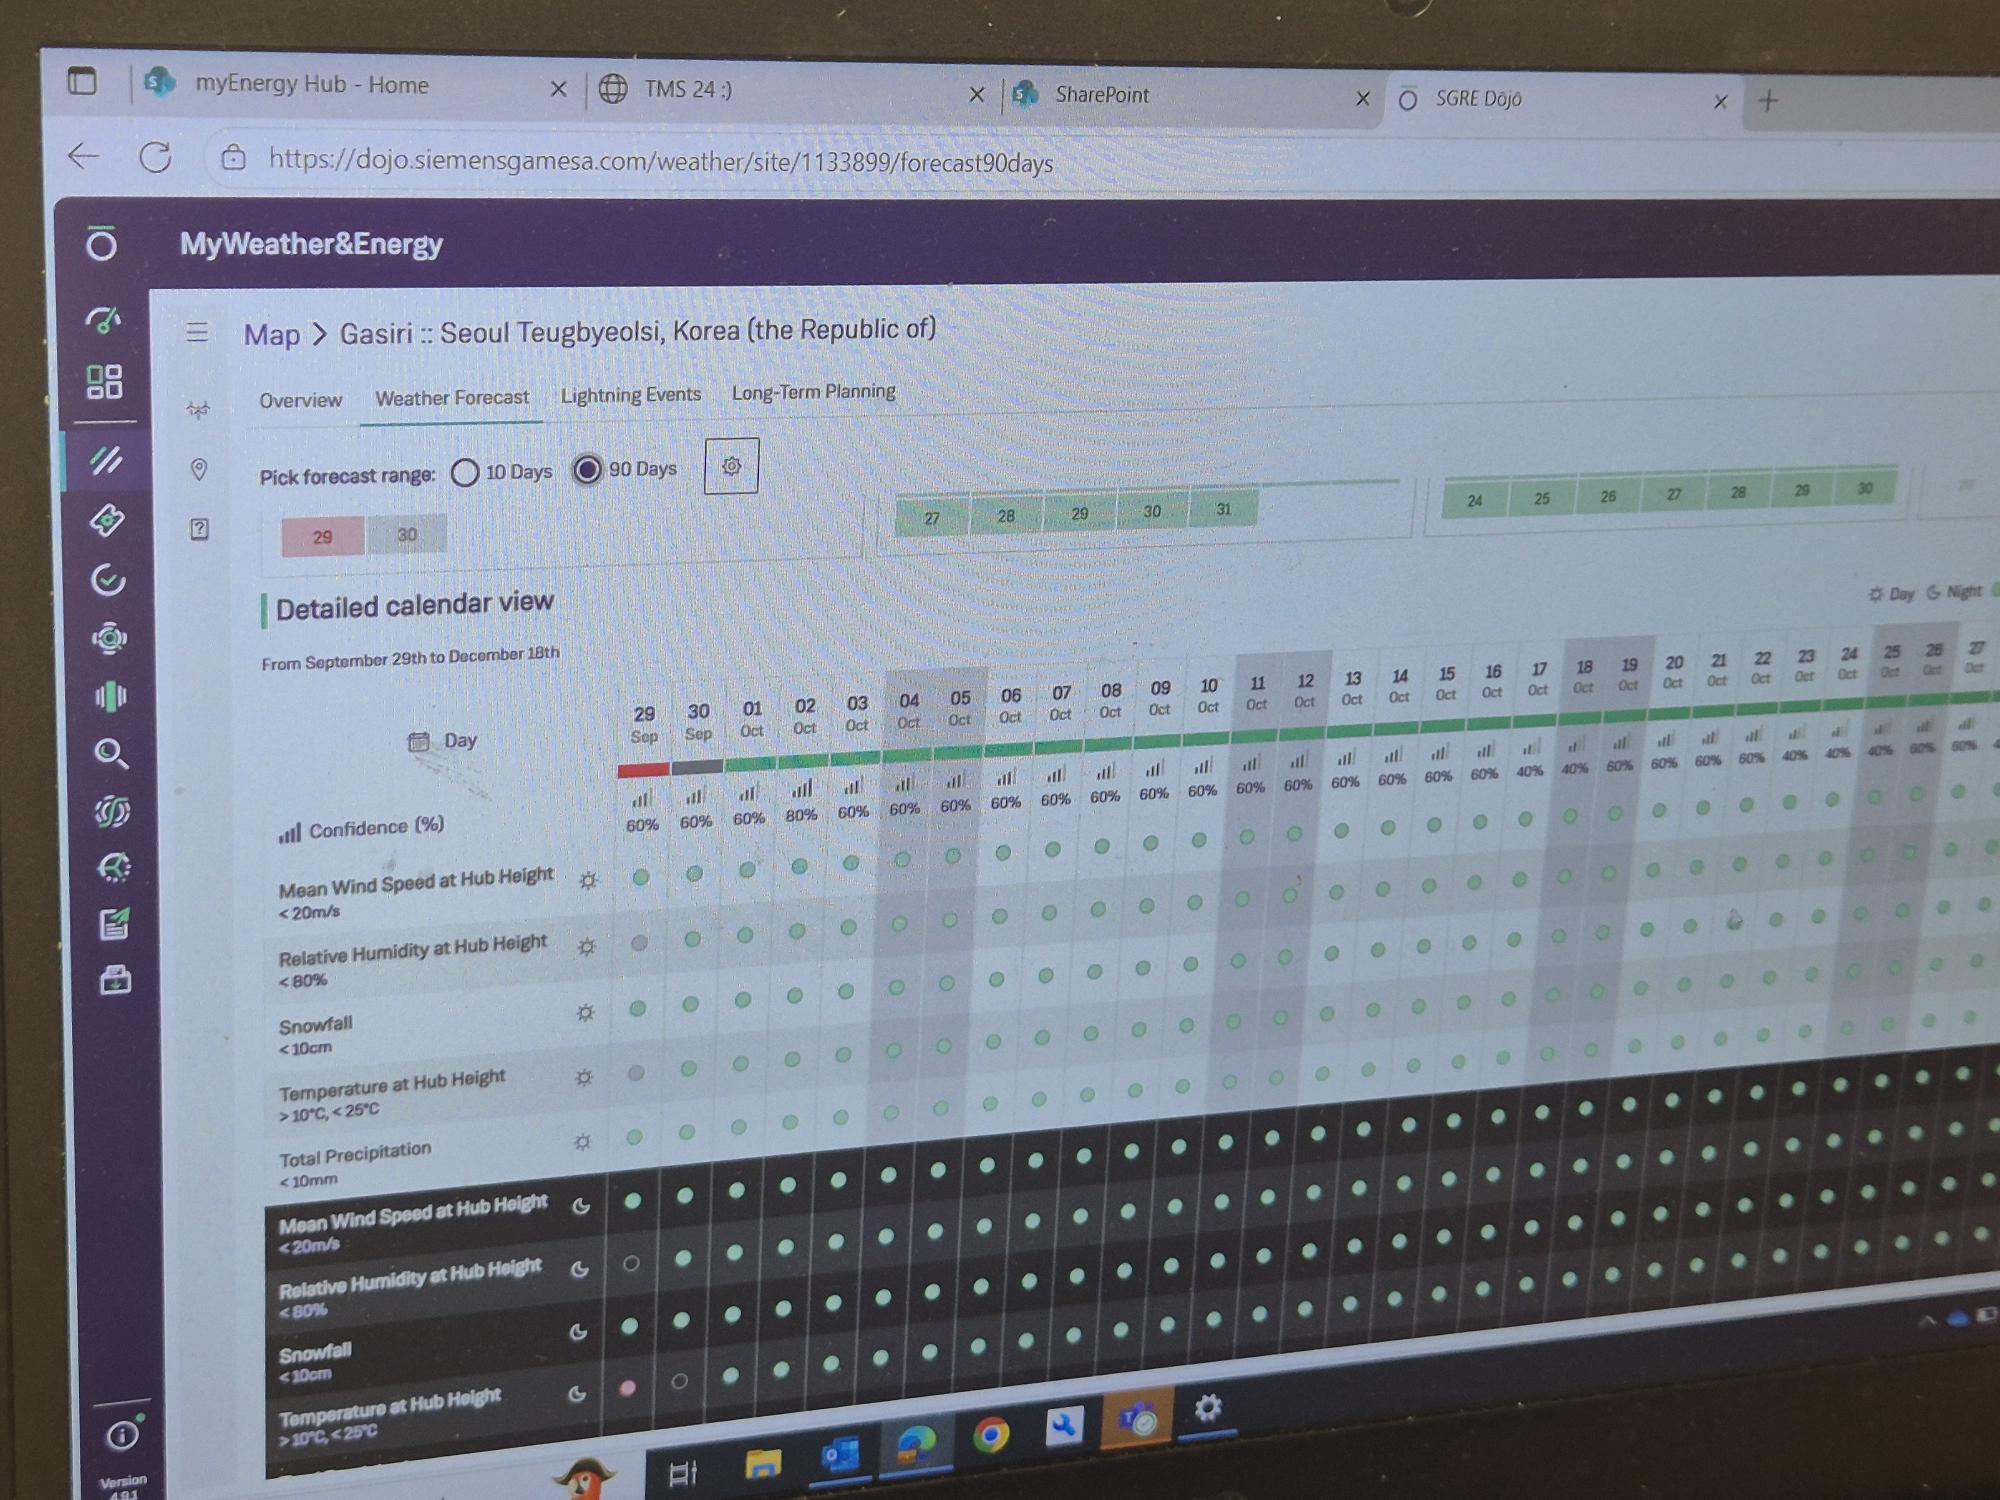 myEnergy Hub - Home
TMS 24 :)
SharePoint
SGRE Dōjō
https://dojo.siemensgamesa.com/weather/site/1133899/forecast90days
MyWeather&Energy
Map > Gasiri :: Seoul Teugbyeolsi, Korea (the Republic of)
Overview Weather Forecast Lightning Events Long-Term Planning
Pick forecast range: 10 Days 90 Days
29 30 27 28 29 30 31 24 25 26 27 28 29 30
Detailed calendar view
Day Night
From September 29th to December 18th
Day
29 30 01 02 03 04 05 06 07 08 09 10 11 12 13 14 15 16 17 18 19 20 21 22 23 24 25 26 27
Sep Sep Oct Oct Oct Oct Oct Oct Oct Oct Oct Oct Oct Oct Oct Oct Oct Oct Oct Oct Oct Oct Oct Oct Oct Oct Oct Oct Oct
Confidence (%)
60% 60% 60% 80% 60% 60% 60% 60% 60% 60% 60% 60% 60% 60% 60% 60% 60% 60% 40% 40% 60% 60% 60% 60% 40% 40% 40% 60% 60%
Mean Wind Speed at Hub Height
< 20m/s
Relative Humidity at Hub Height
< 80%
Snowfall
< 10cm
Temperature at Hub Height
> 10°C, < 25°C
Total Precipitation
< 10mm
Mean Wind Speed at Hub Height
< 20m/s
Relative Humidity at Hub Height
< 80%
Snowfall
< 10cm
Temperature at Hub Height
> 10°C, < 25°C
Version
4.9.1